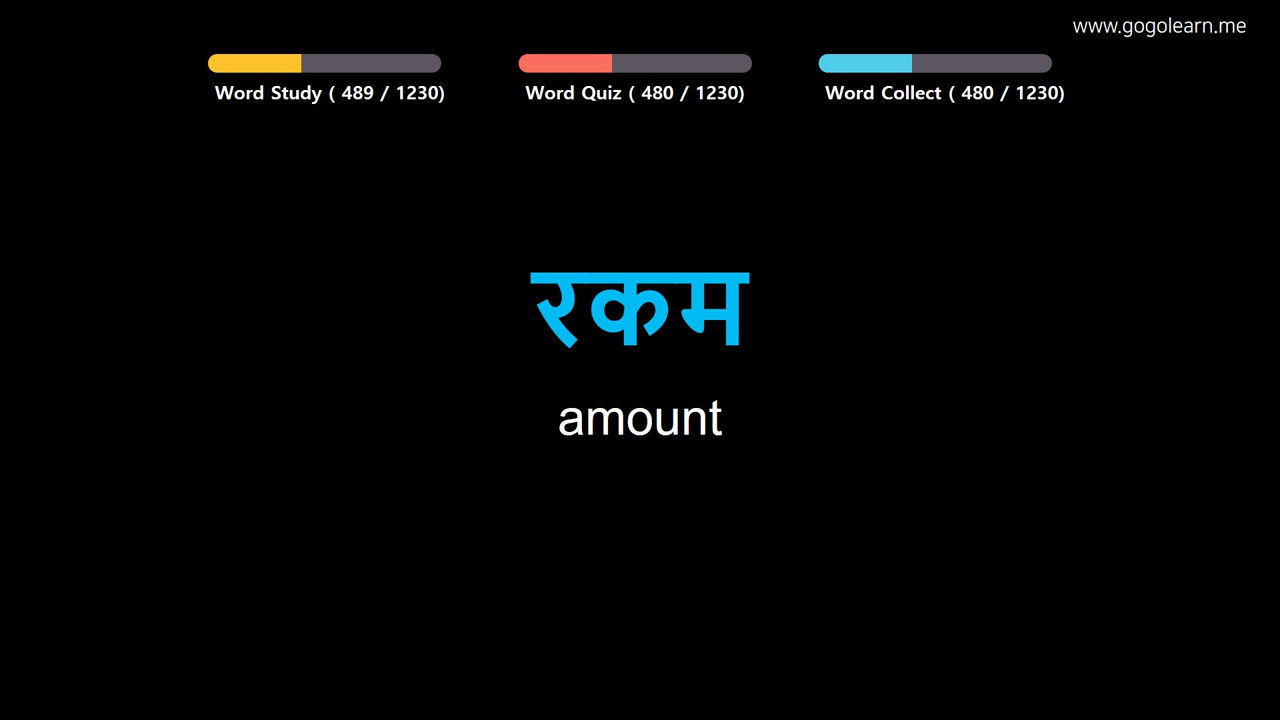 www.gogolearn.me
Word Study ( 489 / 1230)
Word Quiz ( 480 / 1230)
Word Collect ( 480 / 1230)
रकम
amount